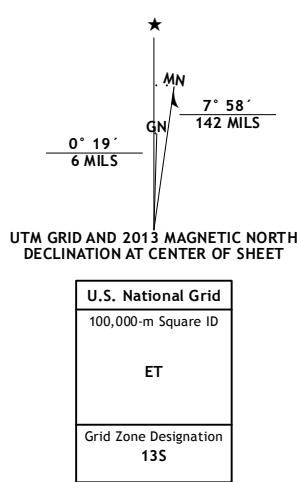 ★
MN
7° 58´
142 MILS
GN
0° 19´
6 MILS
UTM GRID AND 2013 MAGNETIC NORTH
DECLINATION AT CENTER OF SHEET
U.S. National Grid
100,000-m Square ID
ET
Grid Zone Designation
13S